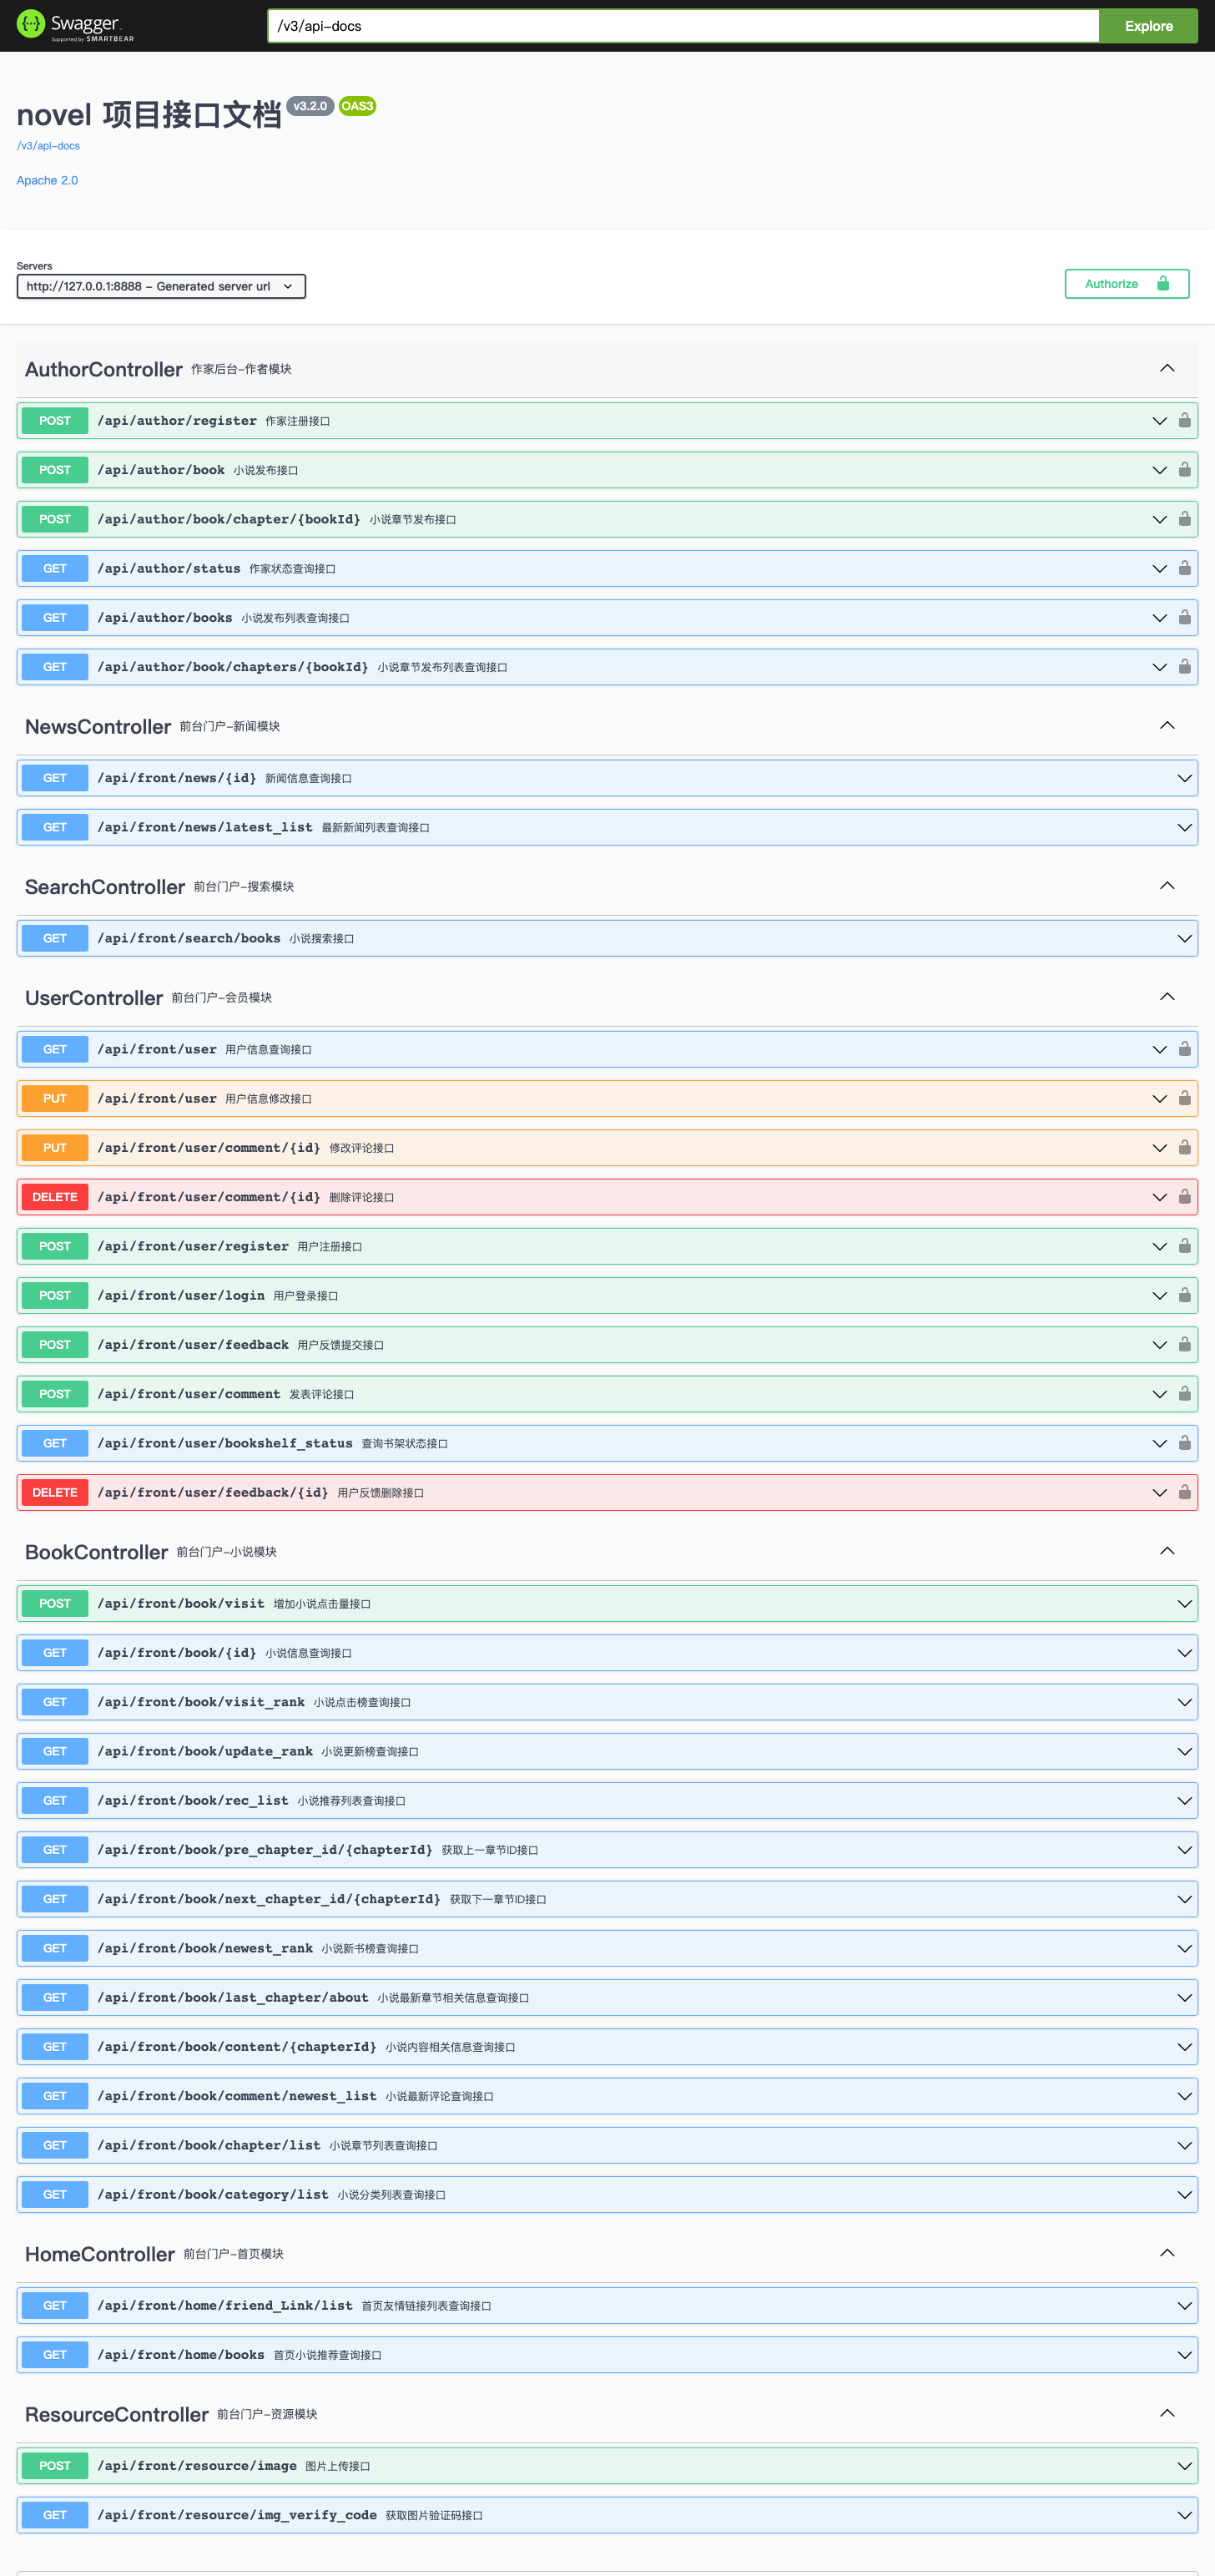 Swagger.
Supported by SMARTBEAR
/v3/api-docs
Explore
novel 项目接口文档 v3.2.0 OAS3
/v3/api-docs
Apache 2.0
Servers
http://127.0.0.1:8888 - Generated server url
Authorize
AuthorController 作家后台-作者模块
POST /api/author/register 作家注册接口
POST /api/author/book 小说发布接口
POST /api/author/book/chapter/{bookId} 小说章节发布接口
GET /api/author/status 作家状态查询接口
GET /api/author/books 小说发布列表查询接口
GET /api/author/book/chapters/{bookId} 小说章节发布列表查询接口
NewsController 前台门户-新闻模块
GET /api/front/news/{id} 新闻信息查询接口
GET /api/front/news/latest_list 最新新闻列表查询接口
SearchController 前台门户-搜索模块
GET /api/front/search/books 小说搜索接口
UserController 前台门户-会员模块
GET /api/front/user 用户信息查询接口
PUT /api/front/user 用户信息修改接口
PUT /api/front/user/comment/{id} 修改评论接口
DELETE /api/front/user/comment/{id} 删除评论接口
POST /api/front/user/register 用户注册接口
POST /api/front/user/login 用户登录接口
POST /api/front/user/feedback 用户反馈提交接口
POST /api/front/user/comment 发表评论接口
GET /api/front/user/bookshelf_status 查询书架状态接口
DELETE /api/front/user/feedback/{id} 用户反馈删除接口
BookController 前台门户-小说模块
POST /api/front/book/visit 增加小说点击量接口
GET /api/front/book/{id} 小说信息查询接口
GET /api/front/book/visit_rank 小说点击榜查询接口
GET /api/front/book/update_rank 小说更新榜查询接口
GET /api/front/book/rec_list 小说推荐列表查询接口
GET /api/front/book/pre_chapter_id/{chapterId} 获取上一章节ID接口
GET /api/front/book/next_chapter_id/{chapterId} 获取下一章节ID接口
GET /api/front/book/newest_rank 小说新书榜查询接口
GET /api/front/book/last_chapter/about 小说最新章节相关信息查询接口
GET /api/front/book/content/{chapterId} 小说内容相关信息查询接口
GET /api/front/book/comment/newest_list 小说最新评论查询接口
GET /api/front/book/chapter/list 小说章节列表查询接口
GET /api/front/book/category/list 小说分类列表查询接口
HomeController 前台门户-首页模块
GET /api/front/home/friend_Link/list 首页友情链接列表查询接口
GET /api/front/home/books 首页小说推荐查询接口
ResourceController 前台门户-资源模块
POST /api/front/resource/image 图片上传接口
GET /api/front/resource/img_verify_code 获取图片验证码接口